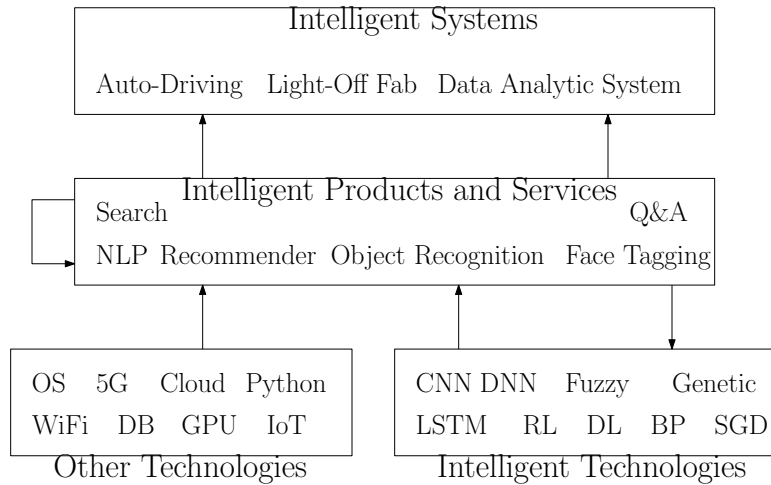 Intelligent Systems
Auto-Driving Light-Off Fab Data Analytic System
Intelligent Products and Services
Search Q&A
NLP Recommender Object Recognition Face Tagging
OS 5G Cloud Python
WiFi DB GPU IoT
Other Technologies
CNN DNN Fuzzy Genetic
LSTM RL DL BP SGD
Intelligent Technologies